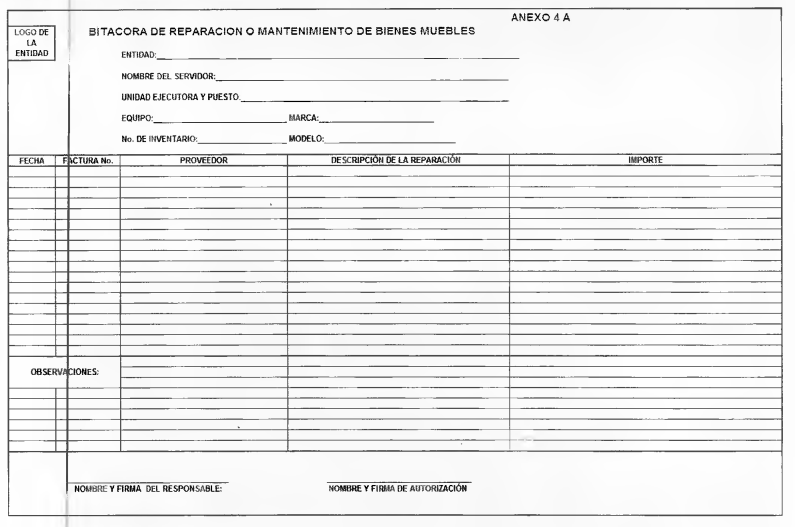 ANEXO 4 A
LOGO DE
LA
ENTIDAD
BITACORA DE REPARACION O MANTENIMIENTO DE BIENES MUEBLES
ENTIDAD:
NOMBRE DEL SERVIDOR:
UNIDAD EJECUTORA Y PUESTO:
EQUIPO: MARCA:
No. DE INVENTARIO: MODELO:
FECHA FACTURA No. PROVEEDOR DESCRIPCIÓN DE LA REPARACIÓN IMPORTE
OBSERVACIONES:
NOMBRE Y FIRMA DEL RESPONSABLE: NOMBRE Y FIRMA DE AUTORIZACIÓN